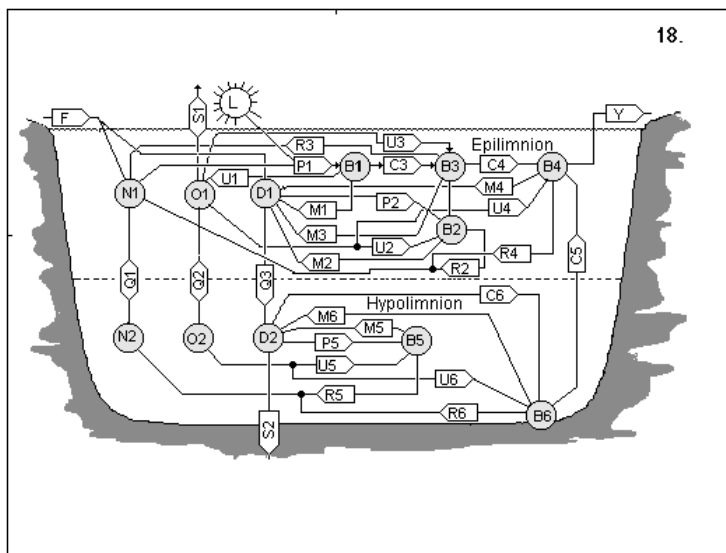 18.
F S1 L Y
R3 U3 Epilimnion
P1 B1 C3 B3 C4 B4
U1 M4
N1 O1 D1 P2 U4
M1
M3 B2
U2 R4 C5
M2 R2
Q1 Q2 Q3
Hypolimnion C6
M6
M5
N2 O2 D2 P5 B5
U5
U6
R5
R6 B6
S2